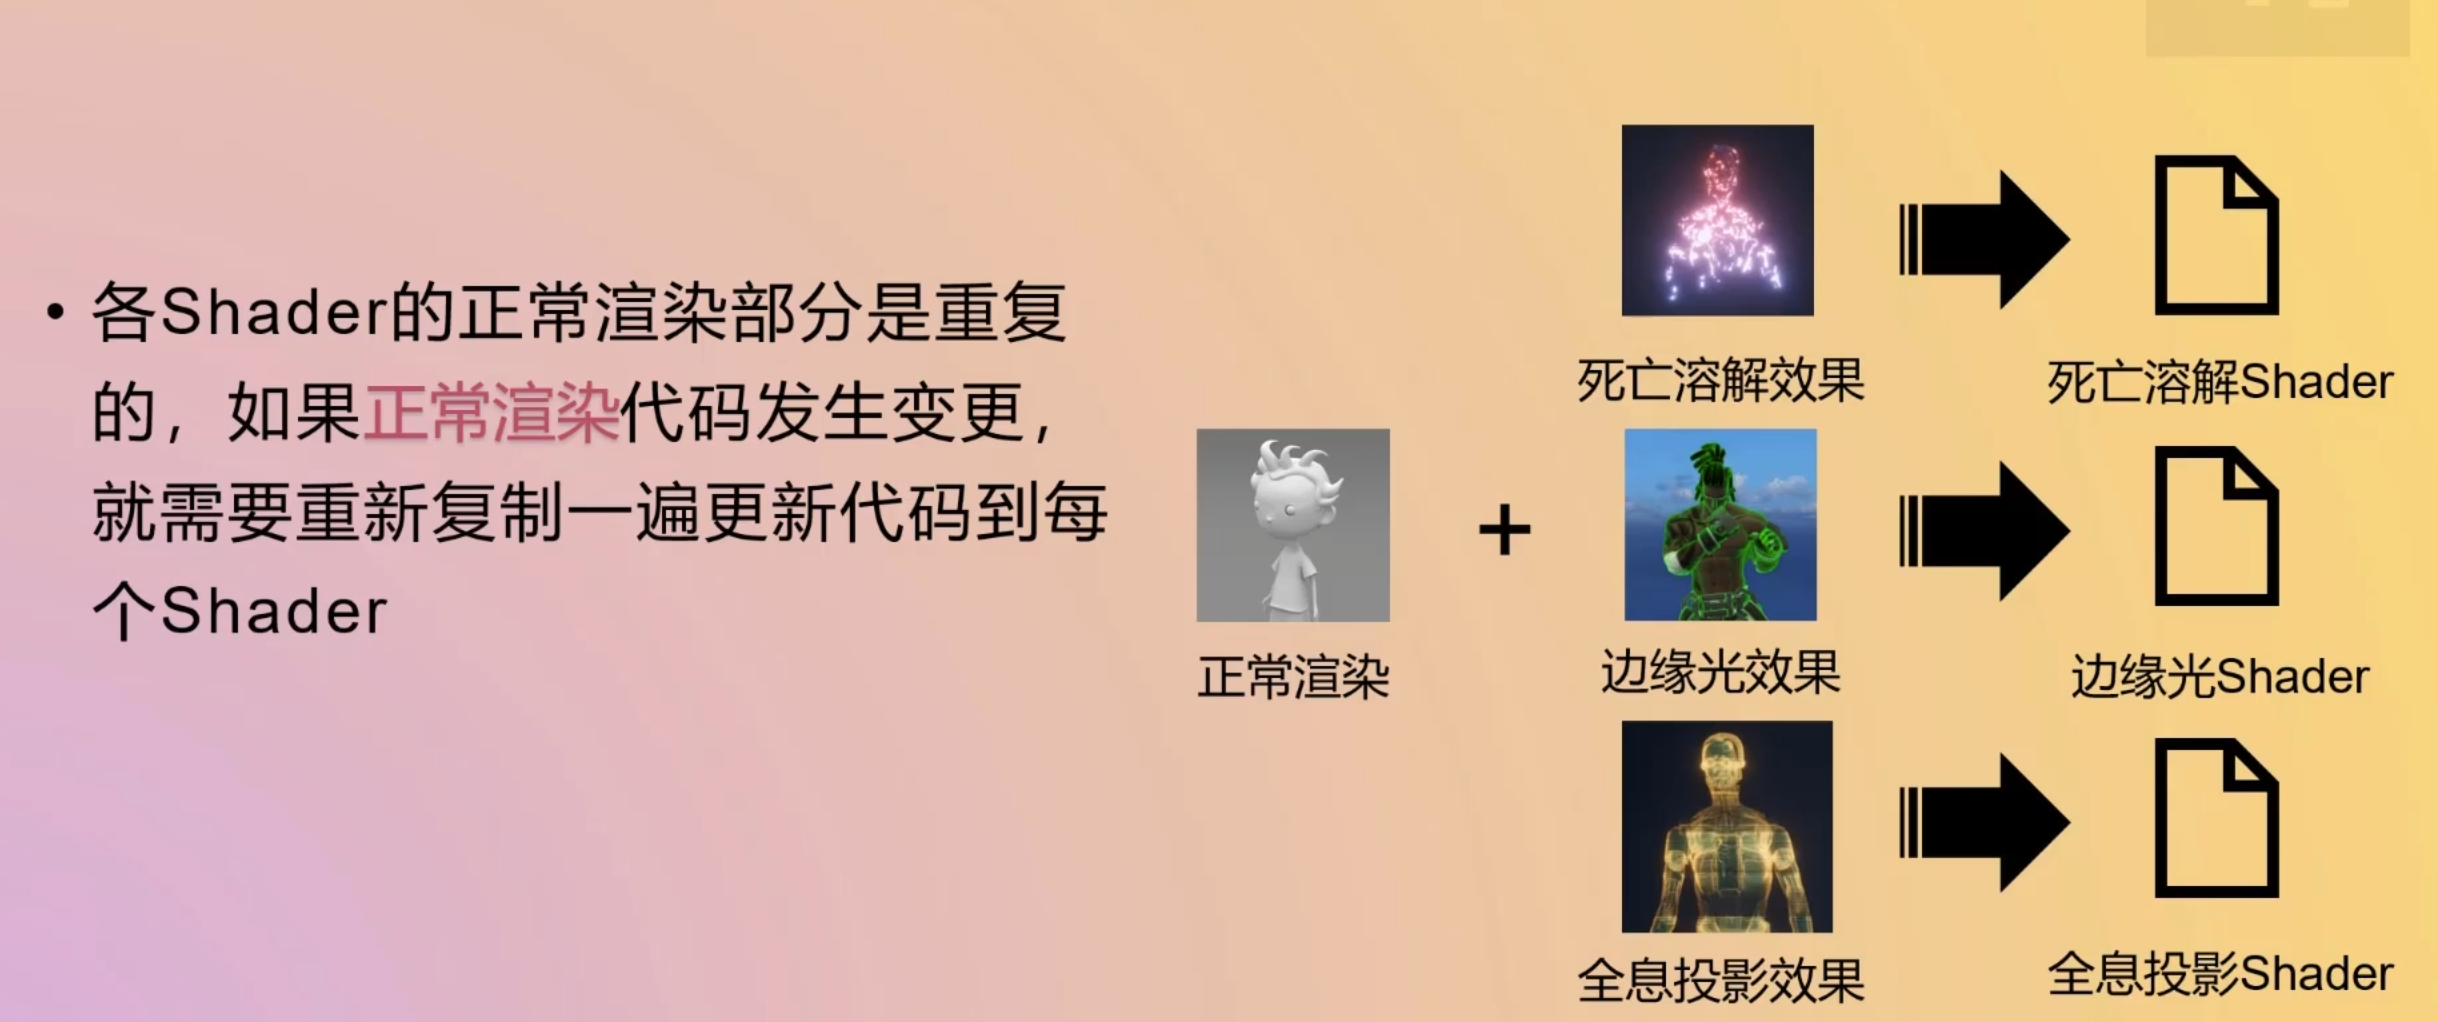 • 各Shader的正常渲染部分是重复
的，如果正常渲染代码发生变更，
就需要重新复制一遍更新代码到每
个Shader
死亡溶解效果
死亡溶解Shader
+
正常渲染
边缘光效果
边缘光Shader
全息投影效果
全息投影Shader